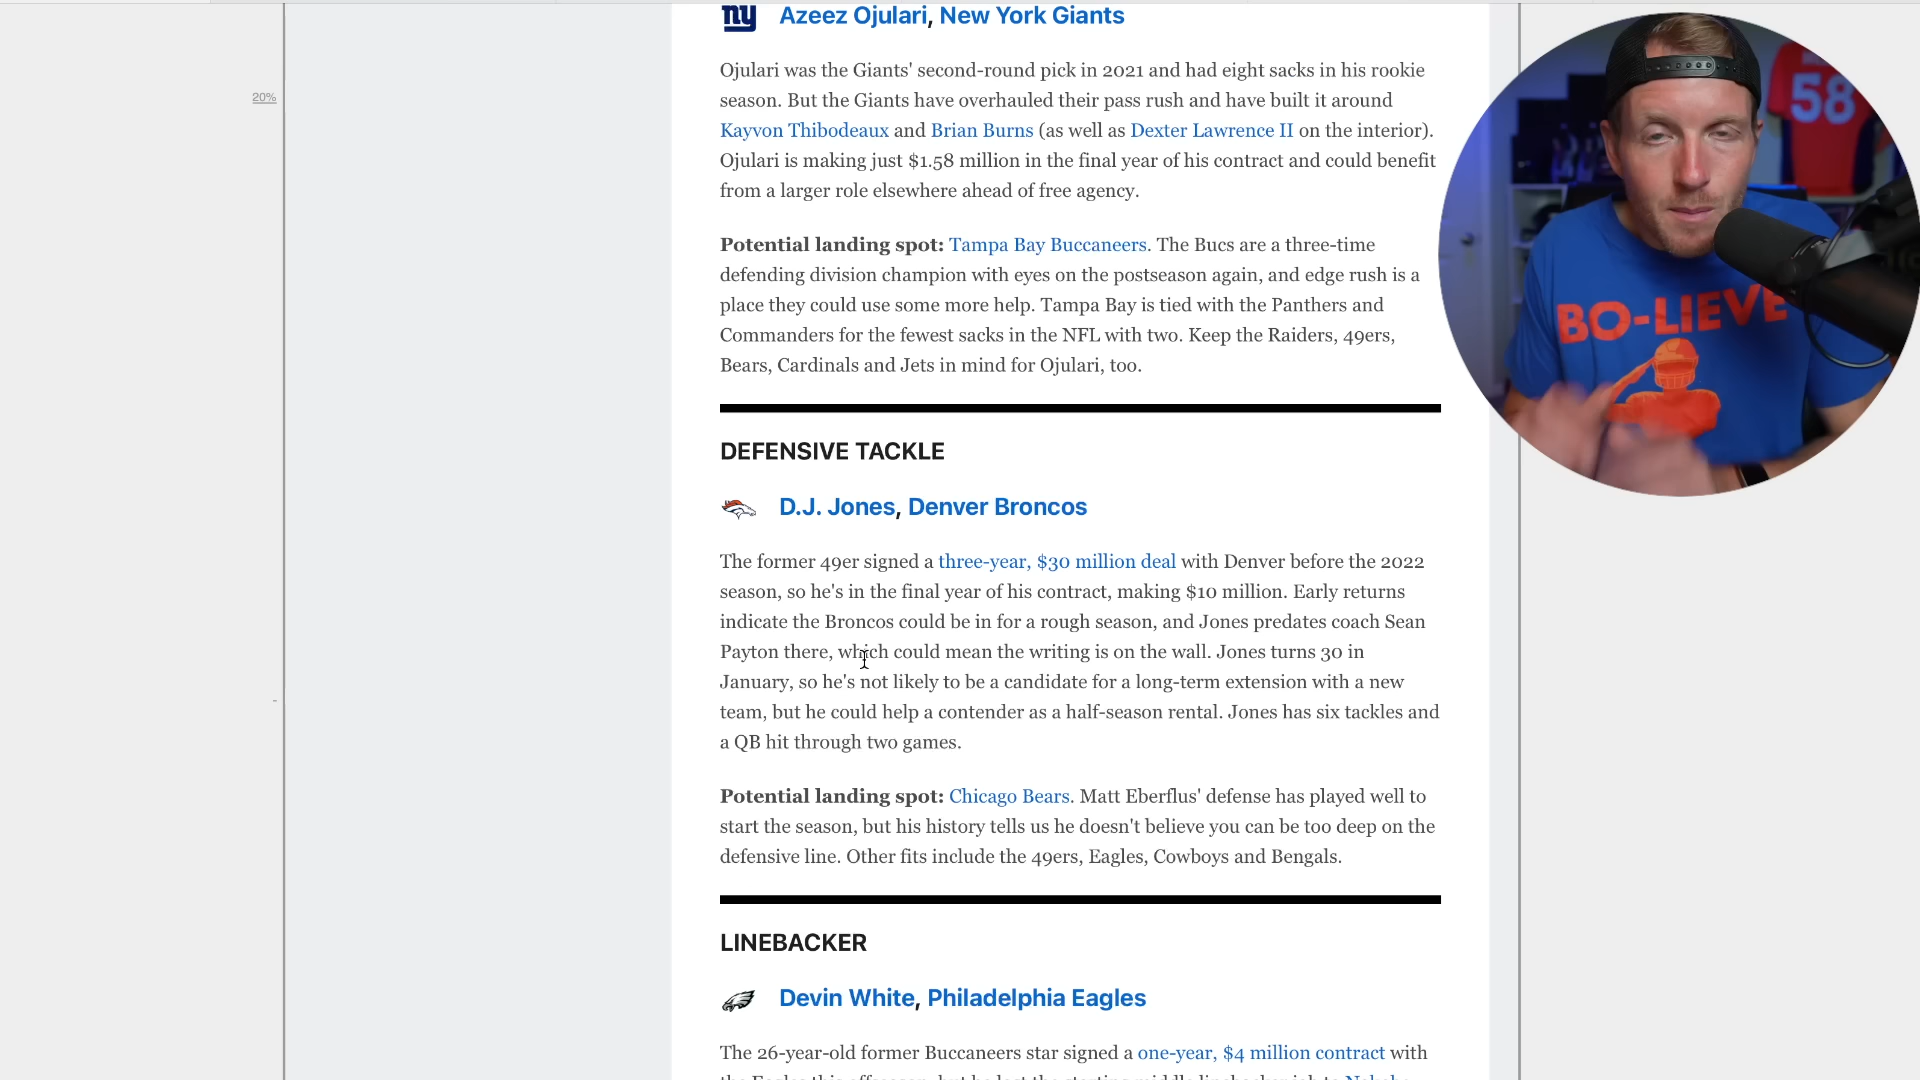 ny
Azeez Ojulari, New York Giants
20%
Ojulari was the Giants' second-round pick in 2021 and had eight sacks in his rookie
season. But the Giants have overhauled their pass rush and have built it around
Kayvon Thibodeaux and Brian Burns (as well as Dexter Lawrence II on the interior).
Ojulari is making just $1.58 million in the final year of his contract and could benefit
from a larger role elsewhere ahead of free agency.
58
BO-LIEVE
Potential landing spot: Tampa Bay Buccaneers. The Bucs are a three-time
defending division champion with eyes on the postseason again, and edge rush is a
place they could use some more help. Tampa Bay is tied with the Panthers and
Commanders for the fewest sacks in the NFL with two. Keep the Raiders, 49ers,
Bears, Cardinals and Jets in mind for Ojulari, too.
DEFENSIVE TACKLE
D.J. Jones, Denver Broncos
The former 49er signed a three-year, $30 million deal with Denver before the 2022
season, so he's in the final year of his contract, making $10 million. Early returns
indicate the Broncos could be in for a rough season, and Jones predates coach Sean
Payton there, which could mean the writing is on the wall. Jones turns 30 in
January, so he's not likely to be a candidate for a long-term extension with a new
team, but he could help a contender as a half-season rental. Jones has six tackles and
a QB hit through two games.
Potential landing spot: Chicago Bears. Matt Eberflus' defense has played well to
start the season, but his history tells us he doesn't believe you can be too deep on the
defensive line. Other fits include the 49ers, Eagles, Cowboys and Bengals.
LINEBACKER
Devin White, Philadelphia Eagles
The 26-year-old former Buccaneers star signed a one-year, $4 million contract with